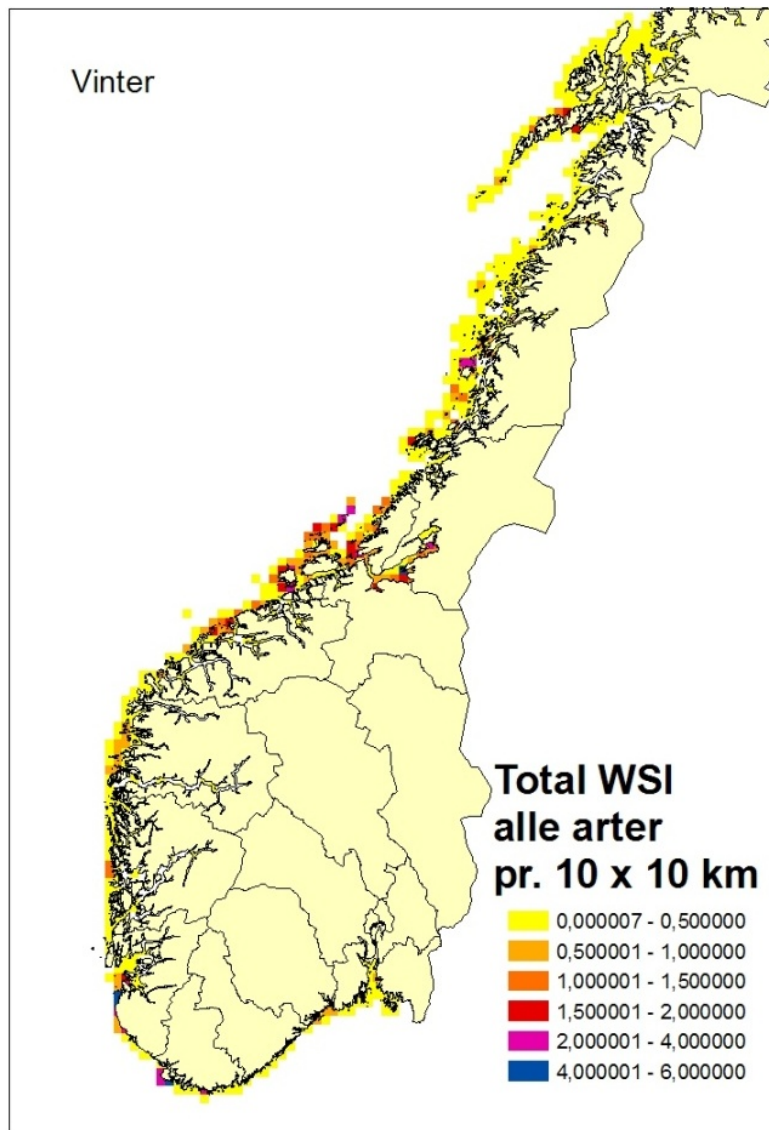 Vinter
Total WSI
alle arter
pr. 10 x 10 km
0,000007 - 0,500000
0,500001 - 1,000000
1,000001 - 1,500000
1,500001 - 2,000000
2,000001 - 4,000000
4,000001 - 6,000000